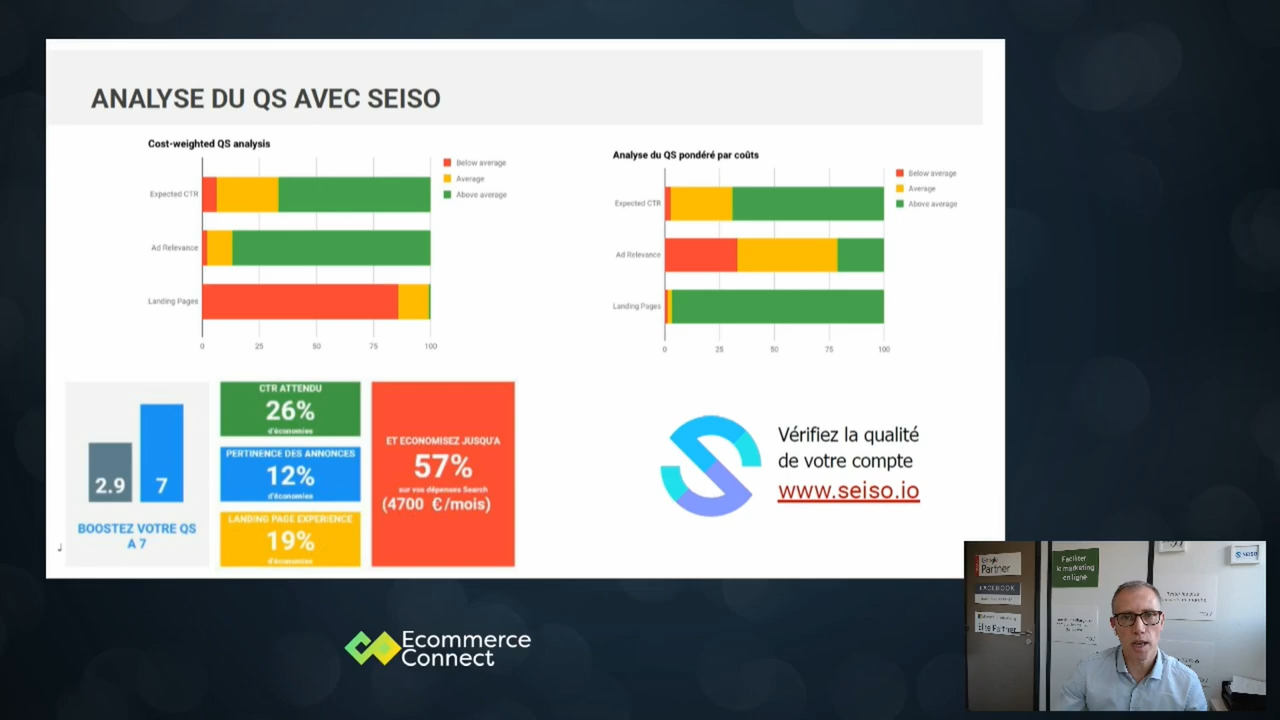 ANALYSE DU QS AVEC SEISO
Cost-weighted QS analysis
Below average
Average
Above average
Expected CTR
Ad Relevance
Landing Pages
0 25 50 75 100
Analyse du QS pondéré par coûts
Below average
Average
Above average
Expected CTR
Ad Relevance
Landing Pages
0 25 50 75 100
2.9 7
BOOSTEZ VOTRE QS
A 7
CTR ATTENDU
26%
d'économies
PERTINENCE DES ANNONCES
12%
d'économies
LANDING PAGE EXPERIENCE
19%
d'économies
ET ECONOMISEZ JUSQU'A
57%
sur vos dépenses Search
(4700 €/mois)
Vérifiez la qualité
de votre compte
www.seiso.io
Ecommerce
Connect
Google
Partner
FACEBOOK
Elite Partner
Faciliter
le marketing
en ligne
SEISO